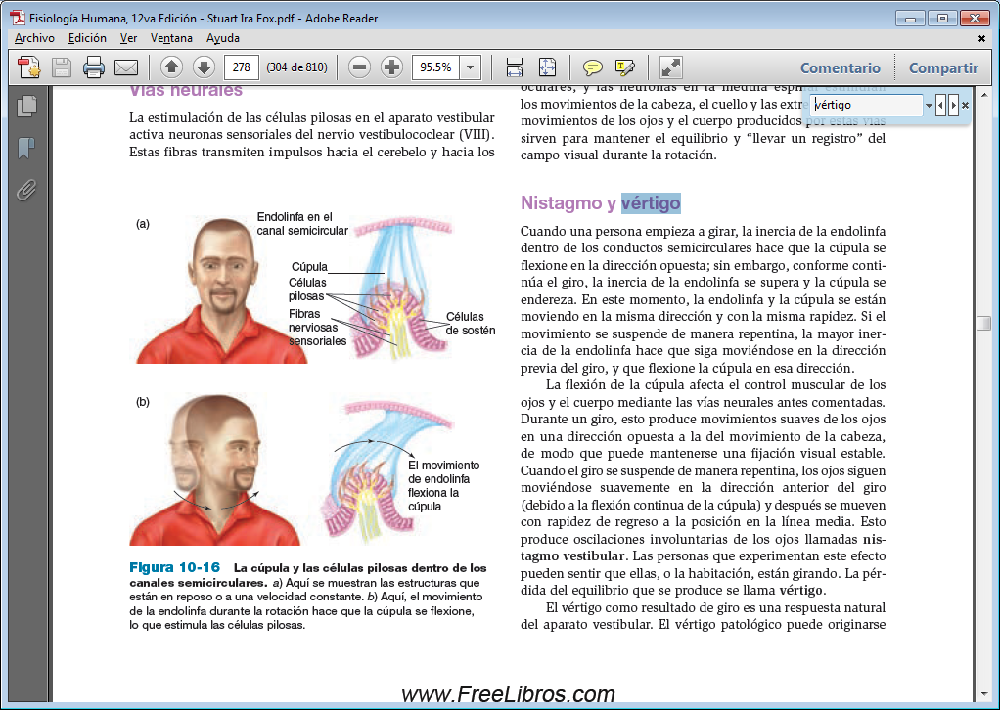 Fisiología Humana, 12va Edición - Stuart Ira Fox.pdf - Adobe Reader
Archivo Edición Ver Ventana Ayuda
278 (304 de 810) 95.5% Comentario Compartir
vértigo
Vías neurales
La estimulación de las células pilosas en el aparato vestibular
activa neuronas sensoriales del nervio vestibulococlear (VIII).
Estas fibras transmiten impulsos hacia el cerebelo y hacia los
(a)
Endolinfa en el
canal semicircular
Cúpula
Células
pilosas
Fibras
nerviosas
sensoriales
Células
de sostén
(b)
El movimiento
de endolinfa
flexiona la
cúpula
Figura 10-16 La cúpula y las células pilosas dentro de los
canales semicirculares. a) Aquí se muestran las estructuras que
están en reposo o a una velocidad constante. b) Aquí, el movimiento
de la endolinfa durante la rotación hace que la cúpula se flexione,
lo que estimula las células pilosas.
oculares, y las neuronas en la médula espinal estimulan
los movimientos de la cabeza, el cuello y las
movimientos de los ojos y el cuerpo producidos por estas vías
sirven para mantener el equilibrio y “llevar un registro” del
campo visual durante la rotación.
Nistagmo y vértigo
Cuando una persona empieza a girar, la inercia de la endolinfa
dentro de los conductos semicirculares hace que la cúpula se
flexione en la dirección opuesta; sin embargo, conforme conti-
núa el giro, la inercia de la endolinfa se supera y la cúpula se
endereza. En este momento, la endolinfa y la cúpula se están
moviendo en la misma dirección y con la misma rapidez. Si el
movimiento se suspende de manera repentina, la mayor iner-
cia de la endolinfa hace que siga moviéndose en la dirección
previa del giro, y que flexione la cúpula en esa dirección.
La flexión de la cúpula afecta el control muscular de los
ojos y el cuerpo mediante las vías neurales antes comentadas.
Durante un giro, esto produce movimientos suaves de los ojos
en una dirección opuesta a la del movimiento de la cabeza,
de modo que puede mantenerse una fijación visual estable.
Cuando el giro se suspende de manera repentina, los ojos siguen
moviéndose suavemente en la dirección anterior del giro
(debido a la flexión continua de la cúpula) y después se mueven
con rapidez de regreso a la posición en la línea media. Esto
produce oscilaciones involuntarias de los ojos llamadas nis-
tagmo vestibular. Las personas que experimentan este efecto
pueden sentir que ellas, o la habitación, están girando. La pér-
dida del equilibrio que se produce se llama vértigo.
El vértigo como resultado de giro es una respuesta natural
del aparato vestibular. El vértigo patológico puede originarse
www.FreeLibros.com